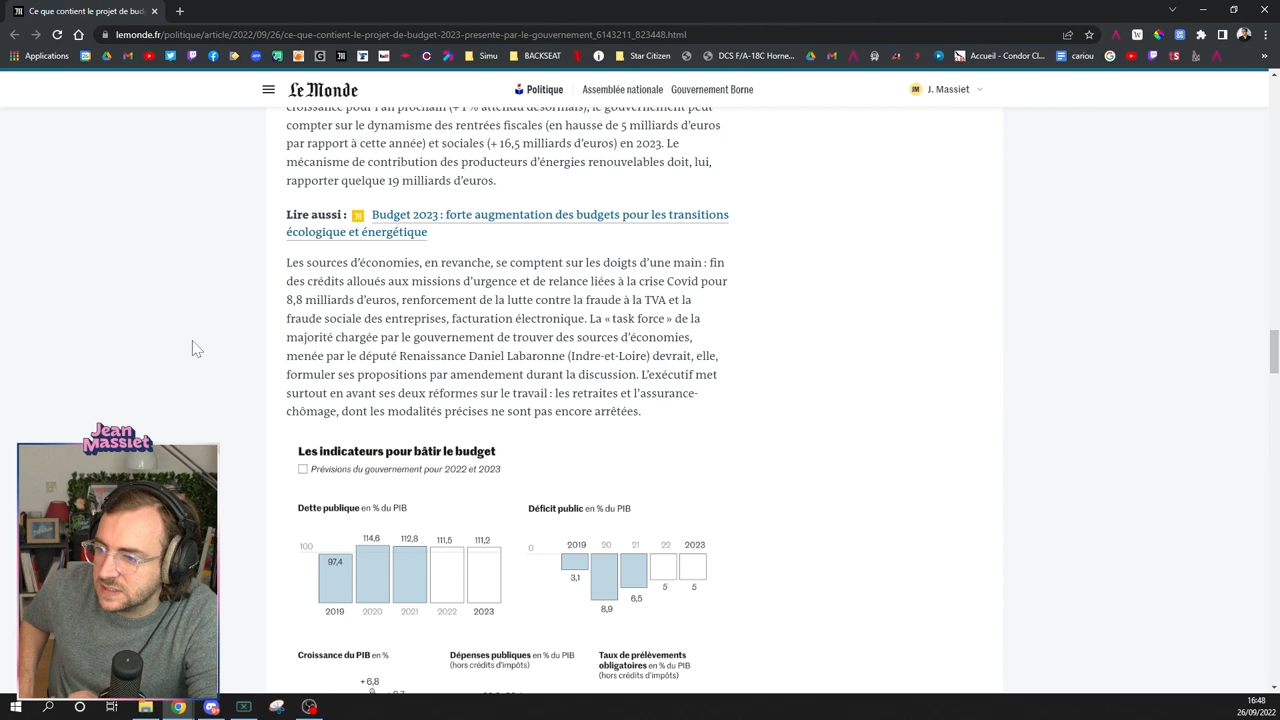 Ce que contient le projet de budg
lemonde.fr/politique/article/2022/09/26/ce-que-contient-le-projet-de-budget-2023-presente-par-le-gouvernement_6143211_823448.html
Applications
Simu
BACKSEAT
Star Citizen
DCS F/A-18C Horne...
Accueil - Condor Cl...
cariou
Le Monde
Politique
Assemblée nationale
Gouvernement Borne
JM
J. Massiet
croissance pour l'an prochain (+ 1 % attendu désormais), le gouvernement peut
compter sur le dynamisme des rentrées fiscales (en hausse de 5 milliards d'euros
par rapport à cette année) et sociales (+ 16,5 milliards d'euros) en 2023. Le
mécanisme de contribution des producteurs d'énergies renouvelables doit, lui,
rapporter quelque 19 milliards d'euros.
Lire aussi : Budget 2023 : forte augmentation des budgets pour les transitions
écologique et énergétique
Les sources d'économies, en revanche, se comptent sur les doigts d'une main : fin
des crédits alloués aux missions d'urgence et de relance liées à la crise Covid pour
8,8 milliards d'euros, renforcement de la lutte contre la fraude à la TVA et la
fraude sociale des entreprises, facturation électronique. La « task force » de la
majorité chargée par le gouvernement de trouver des sources d'économies,
menée par le député Renaissance Daniel Labaronne (Indre-et-Loire) devrait, elle,
formuler ses propositions par amendement durant la discussion. L'exécutif met
surtout en avant ses deux réformes sur le travail : les retraites et l'assurance-
chômage, dont les modalités précises ne sont pas encore arrêtées.
Jean
Massiet
Les indicateurs pour bâtir le budget
Prévisions du gouvernement pour 2022 et 2023
Dette publique en % du PIB
100
97,4
114,6
112,8
111,5
111,2
2019
2020
2021
2022
2023
Déficit public en % du PIB
0
2019
20
21
22
2023
3,1
8,9
6,5
5
5
Croissance du PIB en %
+6,8
Dépenses publiques en % du PIB
(hors crédits d'impôts)
Taux de prélèvements
obligatoires en % du PIB
(hors crédits d'impôts)
16:48
26/09/2022